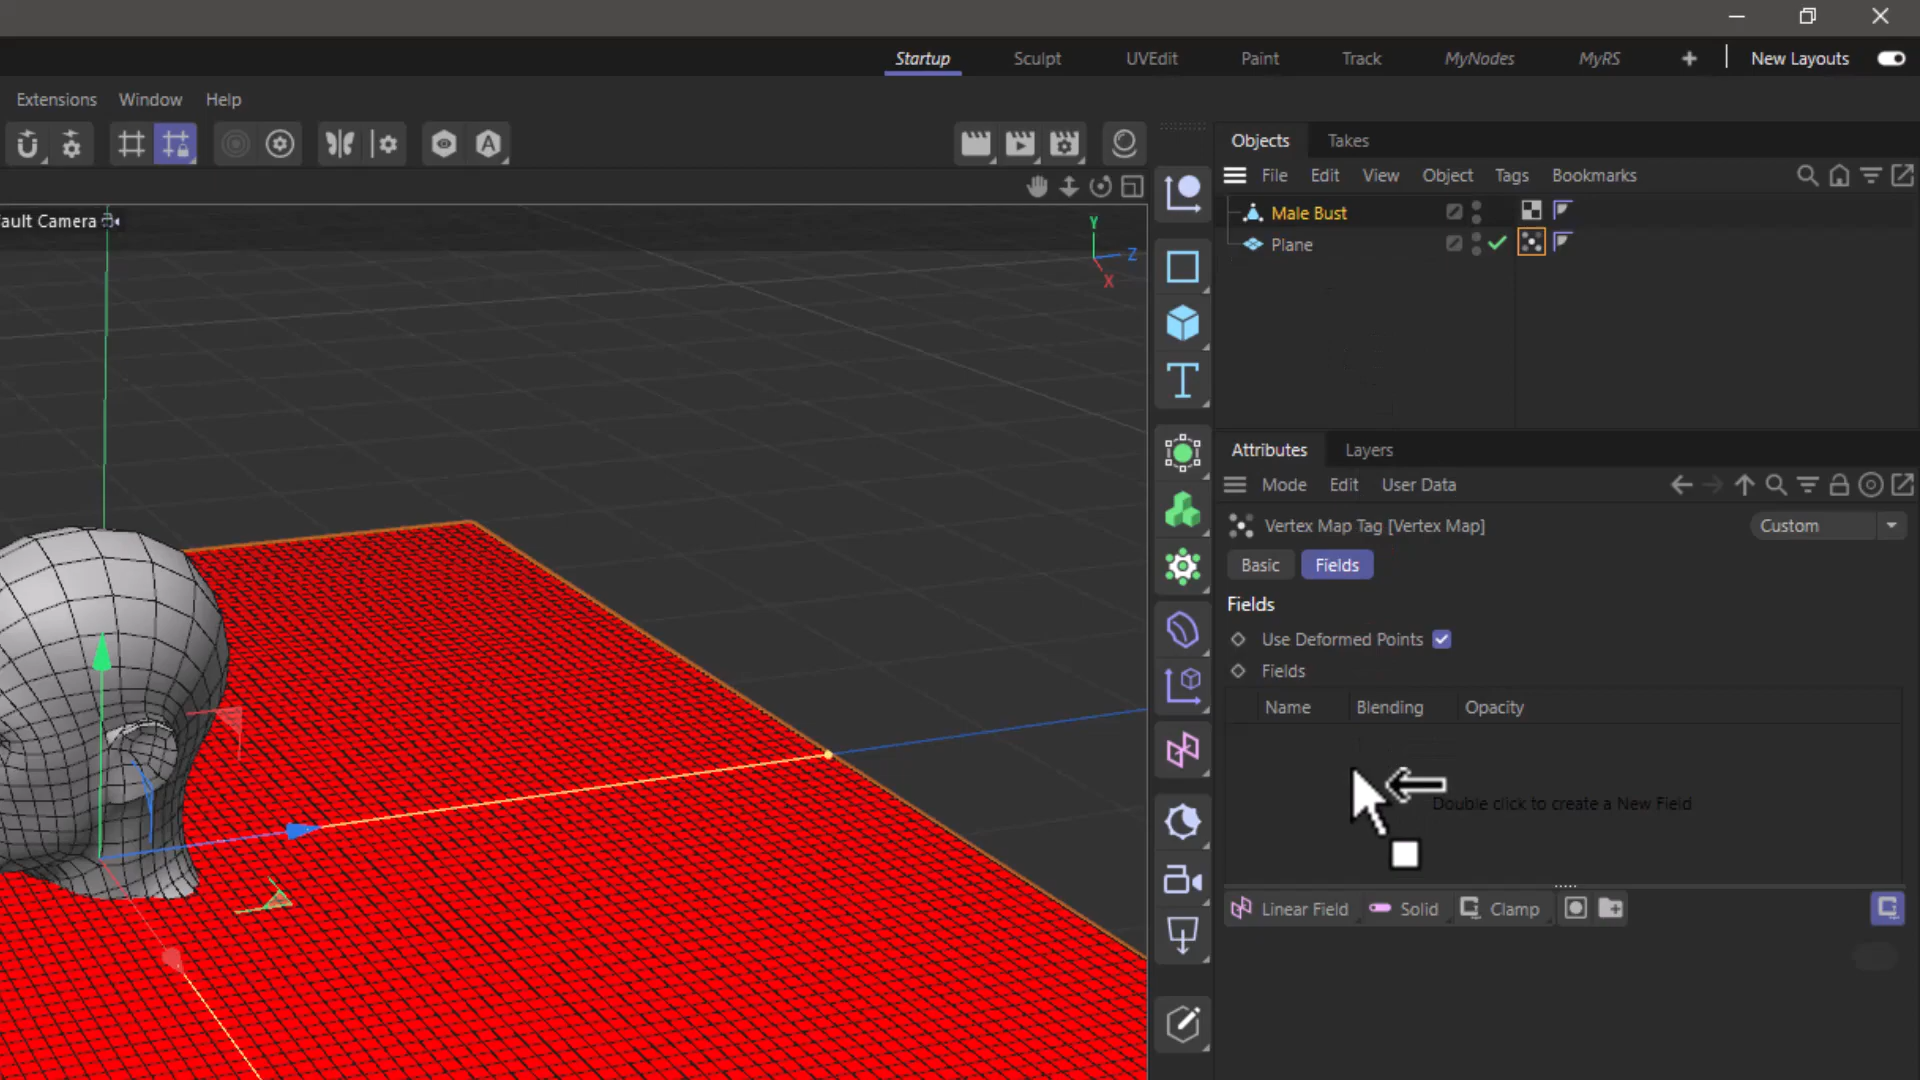 Startup Sculpt UVEdit Paint Track MyNodes MyRS New Layouts
Extensions Window Help
Objects Takes
File Edit View Object Tags Bookmarks
Male Bust
Plane
ault Camera
Y
Z
X
Attributes Layers
Mode Edit User Data
Vertex Map Tag [Vertex Map] Custom
Basic Fields
Fields
Use Deformed Points
Fields
Name Blending Opacity
Double click to create a New Field
Linear Field Solid Clamp